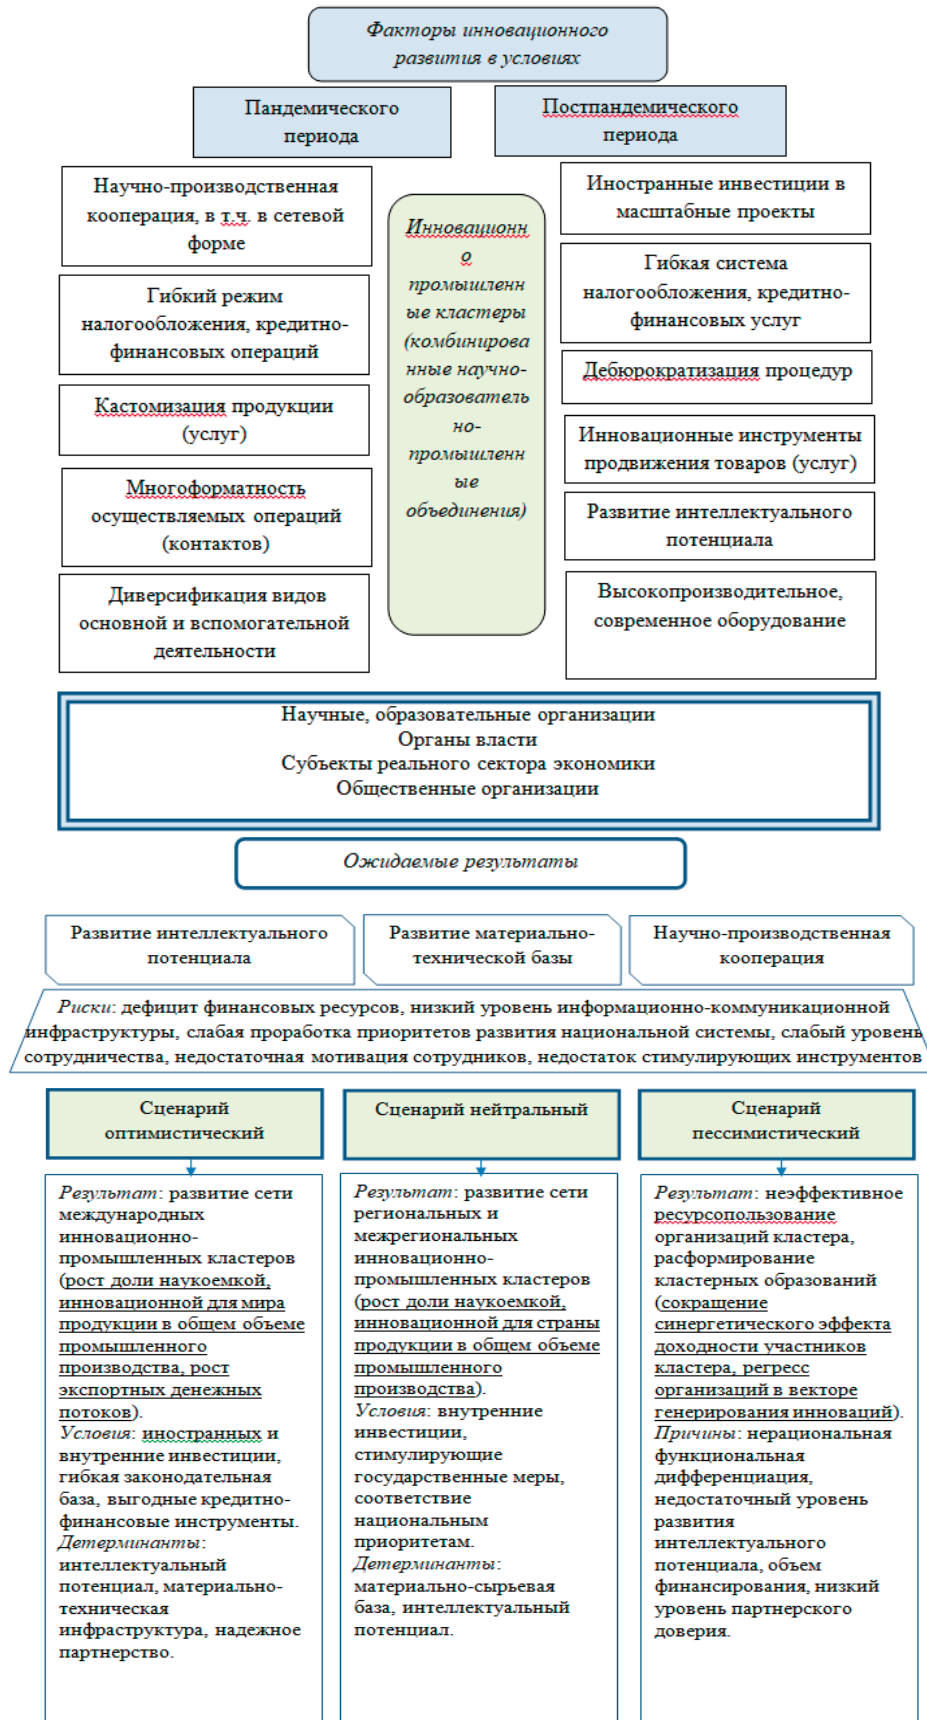 Факторы инновационного
развития в условиях
Пандемического
периода
Постпандемического
периода
Научно-производственная
кооперация, в т.ч. в сетевой
форме
Гибкий режим
налогообложения, кредитно-
финансовых операций
Кастомизация продукции
(услуг)
Многоформатность
осуществляемых операций
(контактов)
Диверсификация видов
основной и вспомогательной
деятельности
Инновационн
о
промышленн
ые кластеры
(комбинирова
нные научно-
образователь
но-
промышленн
ые
объединения)
Иностранные инвестиции в
масштабные проекты
Гибкая система
налогообложения, кредитно-
финансовых услуг
Дебюрократизация процедур
Инновационные инструменты
продвижения товаров (услуг)
Развитие интеллектуального
потенциала
Высокопроизводительное,
современное оборудование
Научные, образовательные организации
Органы власти
Субъекты реального сектора экономики
Общественные организации
Ожидаемые результаты
Развитие интеллектуального
потенциала
Развитие материально-
технической базы
Научно-производственная
кооперация
Риски: дефицит финансовых ресурсов, низкий уровень информационно-коммуникационной
инфраструктуры, слабая проработка приоритетов развития национальной системы, слабый уровень
сотрудничества, недостаточная мотивация сотрудников, недостаток стимулирующих инструментов
Сценарий
оптимистический
Сценарий нейтральный
Сценарий
пессимистический
Результат: развитие сети
международных
инновационно-
промышленных кластеров
(рост доли наукоемкой,
инновационной для мира
продукции в общем объеме
промышленного
производства, рост
экспортных денежных
потоков).
Условия: иностранных и
внутренние инвестиции,
гибкая законодательная
база, выгодные кредитно-
финансовые инструменты.
Детерминанты:
интеллектуальный
потенциал, материально-
техническая
инфраструктура, надежное
партнерство.
Результат: развитие сети
региональных и
межрегиональных
инновационно-
промышленных кластеров
(рост доли наукоемкой,
инновационной для страны
продукции в общем объеме
промышленного
производства).
Условия: внутренние
инвестиции,
стимулирующие
государственные меры,
соответствие
национальным
приоритетам.
Детерминанты:
материально-сырьевая
база, интеллектуальный
потенциал.
Результат: неэффективное
ресурсопользование
организаций кластера,
расформирование
кластерных образований
(сокращение
синергетического эффекта
доходности участников
кластера, регресс
организаций в векторе
генерирования инноваций).
Причины: нерациональная
функциональная
дифференциация,
недостаточный уровень
развития
интеллектуального
потенциала, объем
финансирования, низкий
уровень партнерского
доверия.